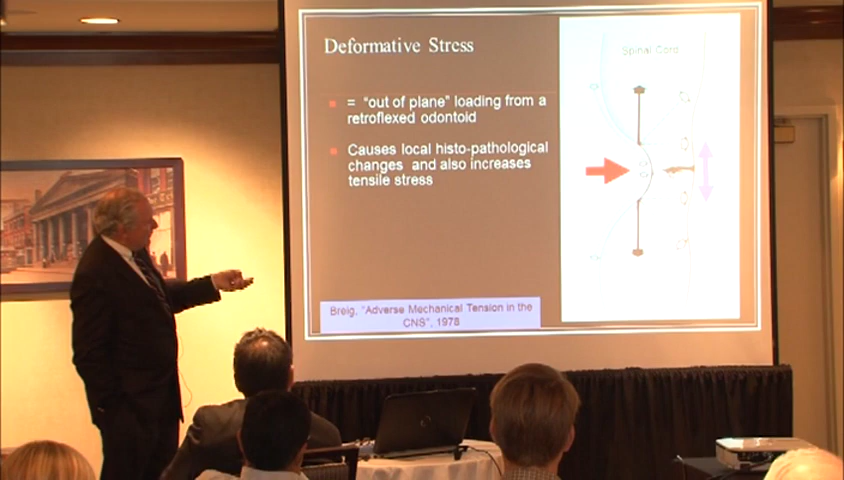 Deformative Stress
Spinal Cord
= "out of plane" loading from a
retroflexed odontoid
Causes local histo-pathological
changes and also increases
tensile stress
Breig, "Adverse Mechanical Tension in the
CNS", 1978